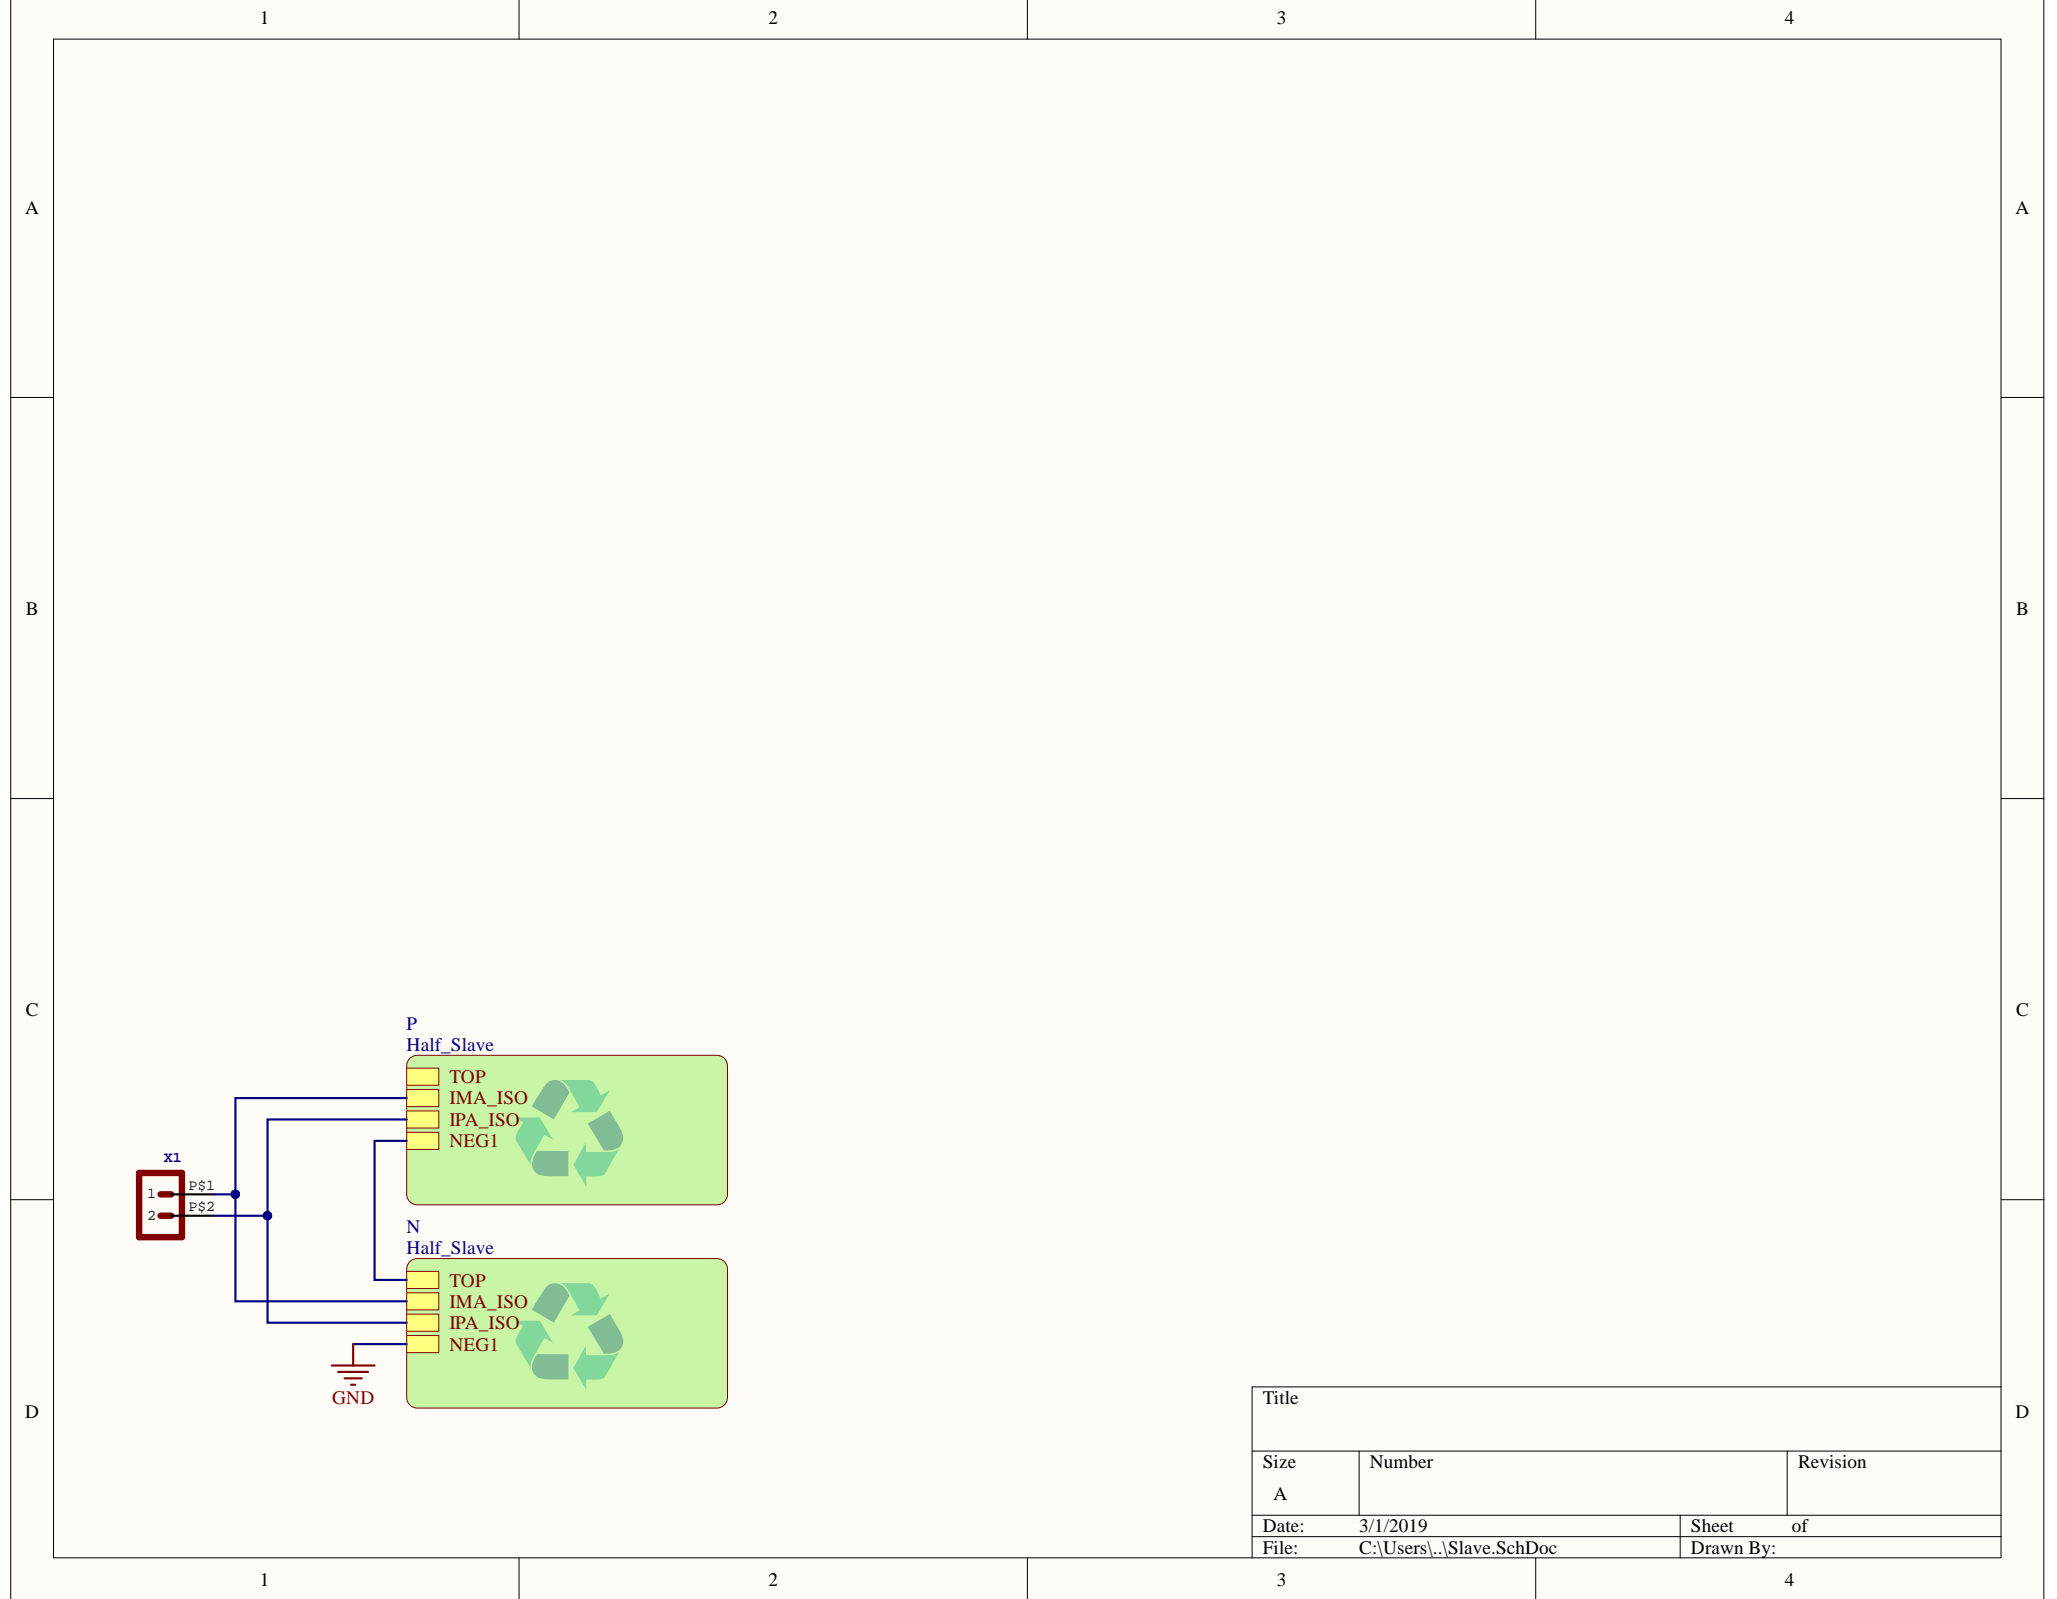 1 2 3 4
A A
B B
C C
P
Half_Slave
TOP
IMA_ISO
IPA_ISO
NEG1
X1
1 P$1
2 P$2
N
Half_Slave
TOP
IMA_ISO
IPA_ISO
NEG1
GND
D D
Title
Size Number Revision
A
Date: 3/1/2019 Sheet of
File: C:\Users\..\Slave.SchDoc Drawn By:
1 2 3 4